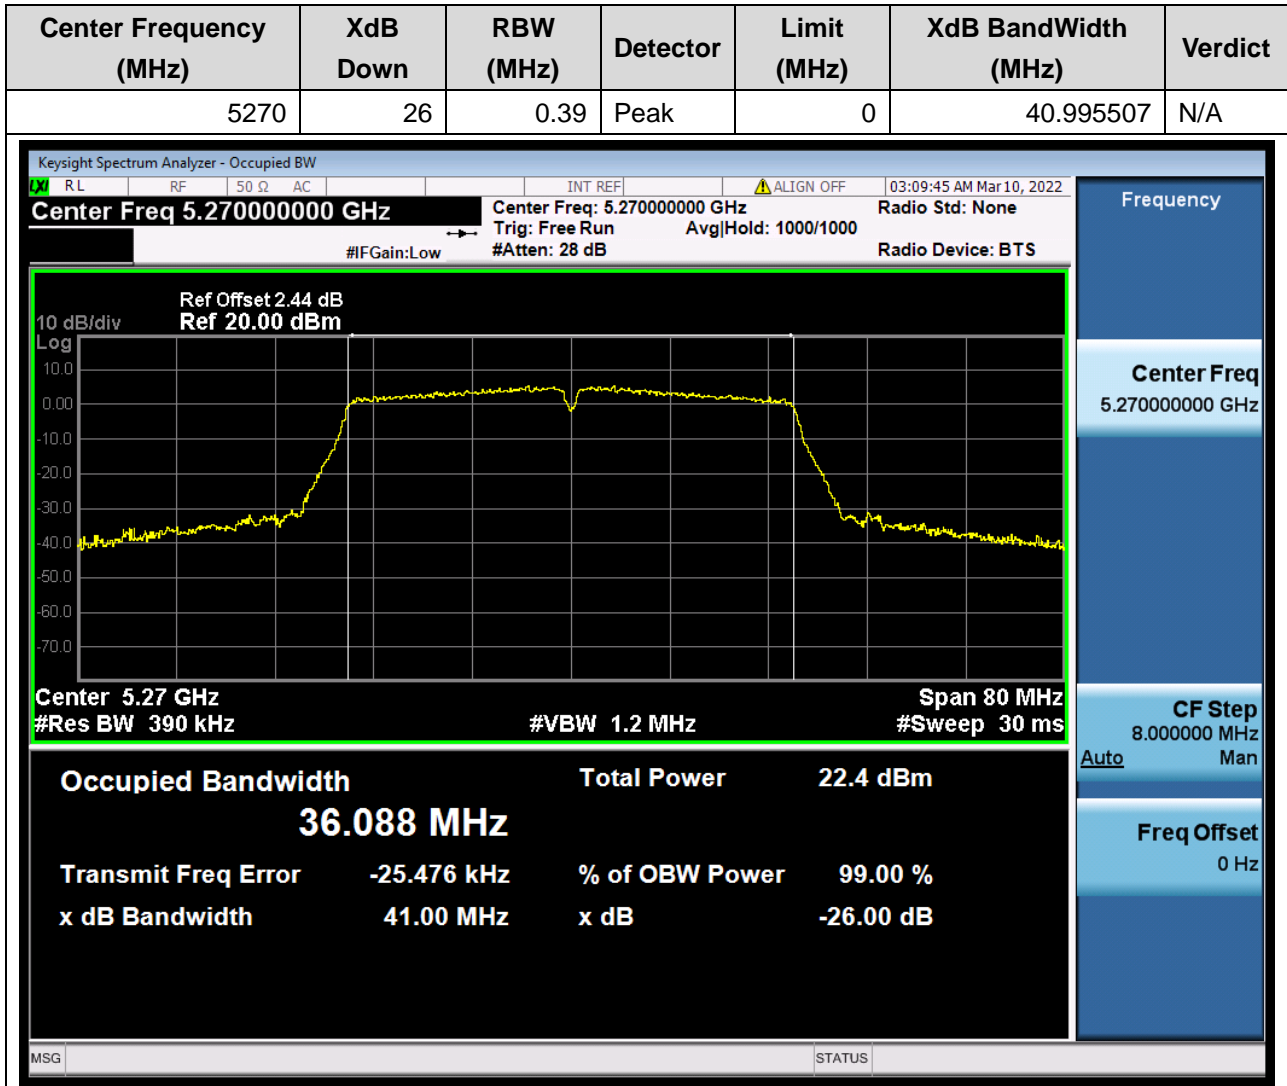 Center Frequency (MHz) XdB Down RBW (MHz) Detector Limit (MHz) XdB BandWidth (MHz) Verdict
5270 26 0.39 Peak 0 40.995507 N/A
Keysight Spectrum Analyzer - Occupied BW
LXI RL RF 50 Ω AC INT REF ALIGN OFF 03:09:45 AM Mar 10, 2022
Center Freq 5.270000000 GHz
Center Freq: 5.270000000 GHz
Radio Std: None
Trig: Free Run Avg|Hold: 1000/1000
#IFGain:Low
#Atten: 28 dB
Radio Device: BTS
Ref Offset 2.44 dB
10 dB/div Ref 20.00 dBm
Log
10.0
0.00
-10.0
-20.0
-30.0
-40.0
-50.0
-60.0
-70.0
Center 5.27 GHz Span 80 MHz
#Res BW 390 kHz #VBW 1.2 MHz #Sweep 30 ms
Occupied Bandwidth Total Power 22.4 dBm
36.088 MHz
Transmit Freq Error -25.476 kHz % of OBW Power 99.00 %
x dB Bandwidth 41.00 MHz x dB -26.00 dB
MSG STATUS
Frequency
Center Freq
5.270000000 GHz
CF Step
8.000000 MHz
Auto Man
Freq Offset
0 Hz